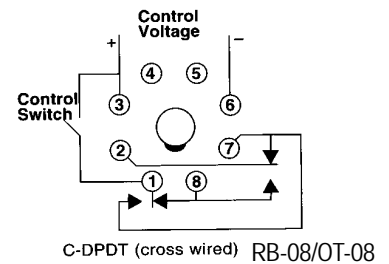 Control
Voltage
+ −
4 5
Control
Switch
3 6
2 7
1 8
C-DPDT (cross wired) RB-08/OT-08